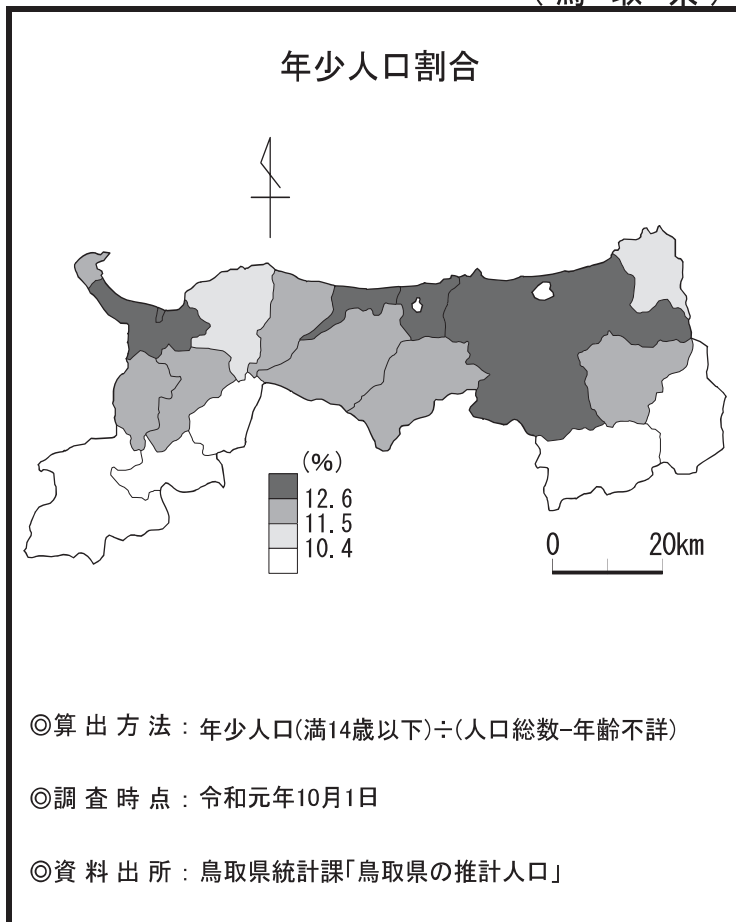 (鳥取県)
年少人口割合
(%)
12.6
11.5
10.4
0 20km
◎算出方法:年少人口(満14歳以下)÷(人口総数-年齢不詳)
◎調査時点:令和元年10月1日
◎資料出所:鳥取県統計課「鳥取県の推計人口」